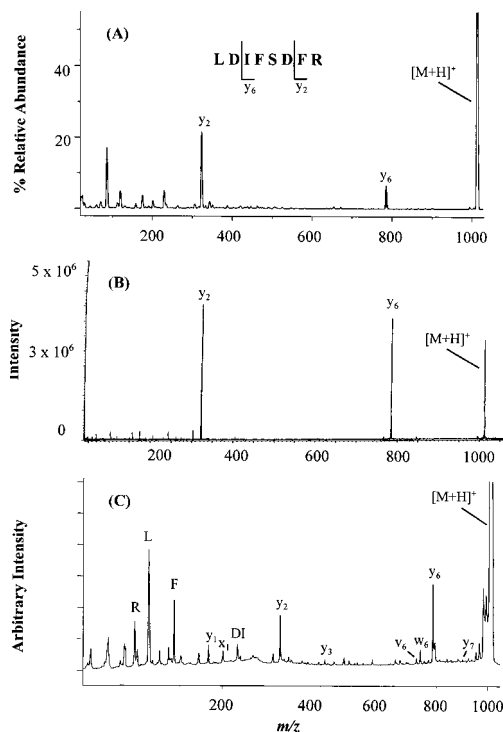 (A)
L D I F S D F R
y6 y2
[M+H]+
% Relative Abundance
40
20
y2
y6
200 400 600 800 1000
(B)
5 x 10^6
3 x 10^6
0
Intensity
y2
y6
[M+H]+
200 400 600 800 1000
(C)
Arbitrary Intensity
[M+H]+
L
R
F
y1
x1
DI
y2
y3
v6
w6
y6
y7
200 400 600 800 1000
m/z